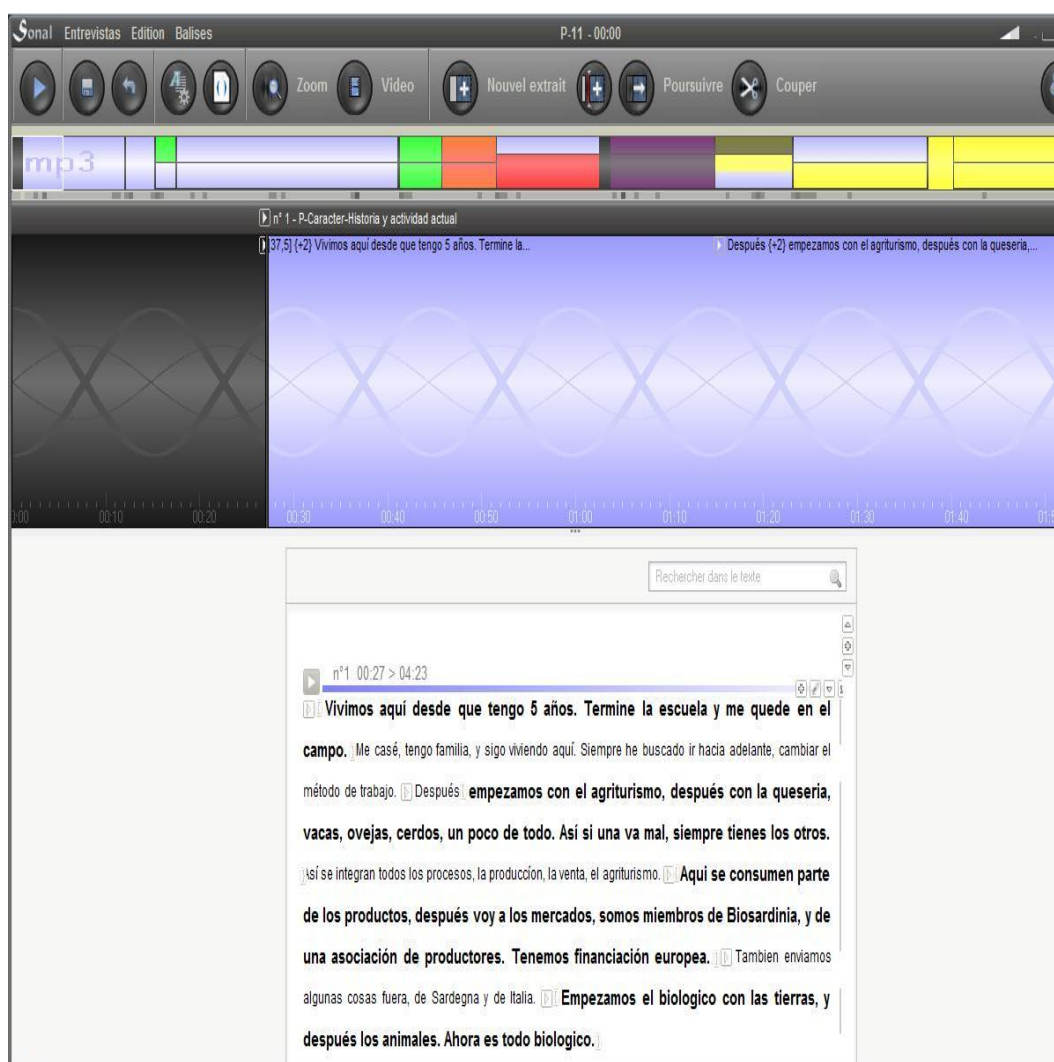 Sonal Entrevistas Edition Balises P-11 - 00:00
Zoom Video Nouvel extrait Poursuivre Couper
mp3
n° 1 - P-Caracter-Historia y actividad actual
[37,5] {+2} Vivimos aquí desde que tengo 5 años. Termine la... Después {+2} empezamos con el agriturismo, después con la queseria,...
00:10 00:20 00:30 00:40 00:50 01:00 01:10 01:20 01:30 01:40
Rechercher dans le texte
n°1 00:27 > 04:23
Vivimos aquí desde que tengo 5 años. Termine la escuela y me quede en el
campo. Me casé, tengo familia, y sigo viviendo aquí. Siempre he buscado ir hacia adelante, cambiar el
método de trabajo. Después empezamos con el agriturismo, después con la queseria,
vacas, ovejas, cerdos, un poco de todo. Así si una va mal, siempre tienes los otros.
Así se integran todos los procesos, la produccíon, la venta, el agriturismo. Aqui se consumen parte
de los productos, después voy a los mercados, somos miembros de Biosardinia, y de
una asociación de productores. Tenemos financiación europea. Tambien enviamos
algunas cosas fuera, de Sardegna y de Italia. Empezamos el biologico con las tierras, y
después los animales. Ahora es todo biologico.